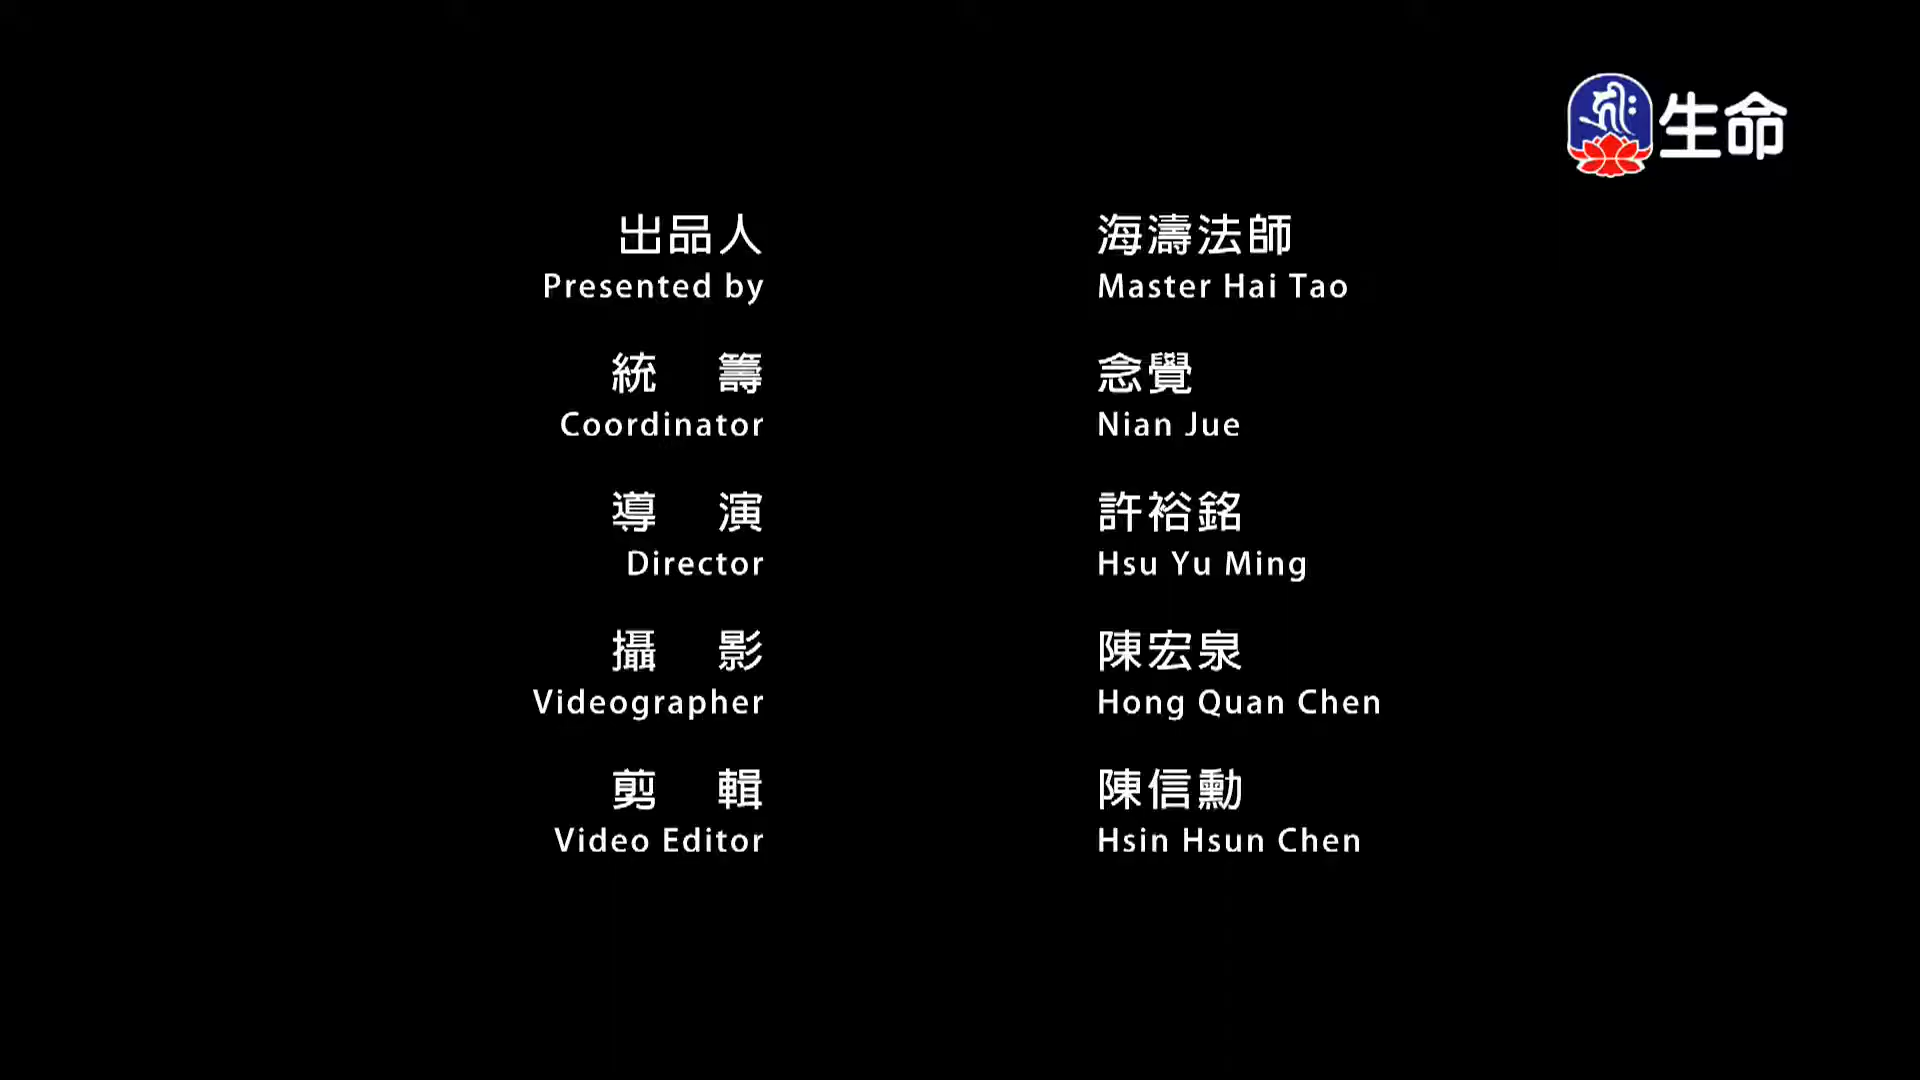 生命
出品人 海濤法師
Presented by Master Hai Tao
統籌 念覺
Coordinator Nian Jue
導演 許裕銘
Director Hsu Yu Ming
攝影 陳宏泉
Videographer Hong Quan Chen
剪輯 陳信勳
Video Editor Hsin Hsun Chen